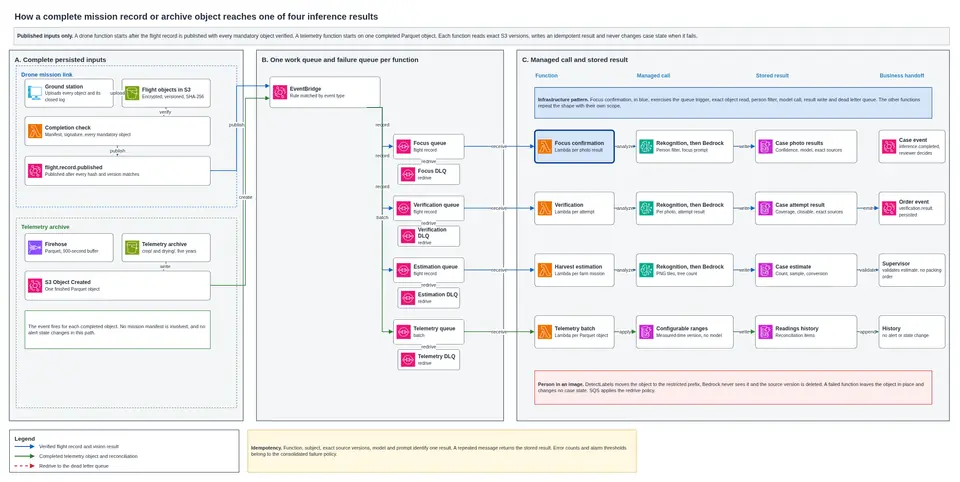 How a complete mission record or archive object reaches one of four inference results
Published inputs only. A drone function starts after the flight record is published with every mandatory object verified. A telemetry function starts on one completed Parquet object. Each function reads exact S3 versions, writes an idempotent result and never changes case state when it fails.
A. Complete persisted inputs
Drone mission link
Ground station
Uploads every object and its
closed log
upload
Flight objects in S3
Encrypted, versioned, SHA-256
verify
Completion check
Manifest, signature, every mandatory object
publish
flight.record.published
Published after every hash and version matches
Telemetry archive
Firehose
Parquet, 900-second buffer
Telemetry archive
crop/ and drying/, five years
write
S3 Object Created
One finished Parquet object
The event fires for each completed object. No mission manifest is involved, and no
alert state changes in this path.
publish
create
B. One work queue and failure queue per function
EventBridge
Rule matched by event type
record
record
record
batch
Focus queue
flight record
redrive
Focus DLQ
redrive
Verification queue
flight record
redrive
Verification
DLQ
redrive
Estimation queue
flight record
redrive
Estimation DLQ
redrive
Telemetry queue
batch
redrive
Telemetry DLQ
redrive
receive
receive
receive
receive
C. Managed call and stored result
Function
Managed call
Stored result
Business handoff
Infrastructure pattern. Focus confirmation, in blue, exercises the queue trigger, exact object read, person filter, model call, result write and dead letter queue. The other functions
repeat the shape with their own scope.
Focus confirmation
Lambda per photo result
analyze
Rekognition, then Bedrock
Person filter, focus prompt
write
Case photo results
Confidence, model, exact sources
Case event
inference completed,
reviewer decides
Verification
Lambda per attempt
analyze
Rekognition, then Bedrock
Per photo, attempt result
write
Case attempt result
Coverage, closable, exact sources
Order event
verification result
persisted
Harvest estimation
Lambda per farm mission
analyze
Rekognition, then Bedrock
PNG tiles, tree count
write
Case estimate
Count, sample, conversion
validate
Supervisor
validates estimate, no packing
order
Telemetry batch
Lambda per Parquet object
apply
Configurable ranges
Measured-time version, no model
write
Readings history
Reconciliation items
append
History
no alert or state change
Person in an image. DetectLabels moves the object to the restricted prefix, Bedrock never sees it and the source version is deleted. A failed function leaves the object in place and
changes no case state. SQS applies the redrive policy.
Legend
Verified flight record and vision result
Completed telemetry object and reconciliation
Redrive to the dead letter queue
Idempotency. Function, subject, exact source versions, model and prompt identify one result. A repeated message returns the stored result. Error counts and alarm thresholds
belong to the consolidated failure policy.